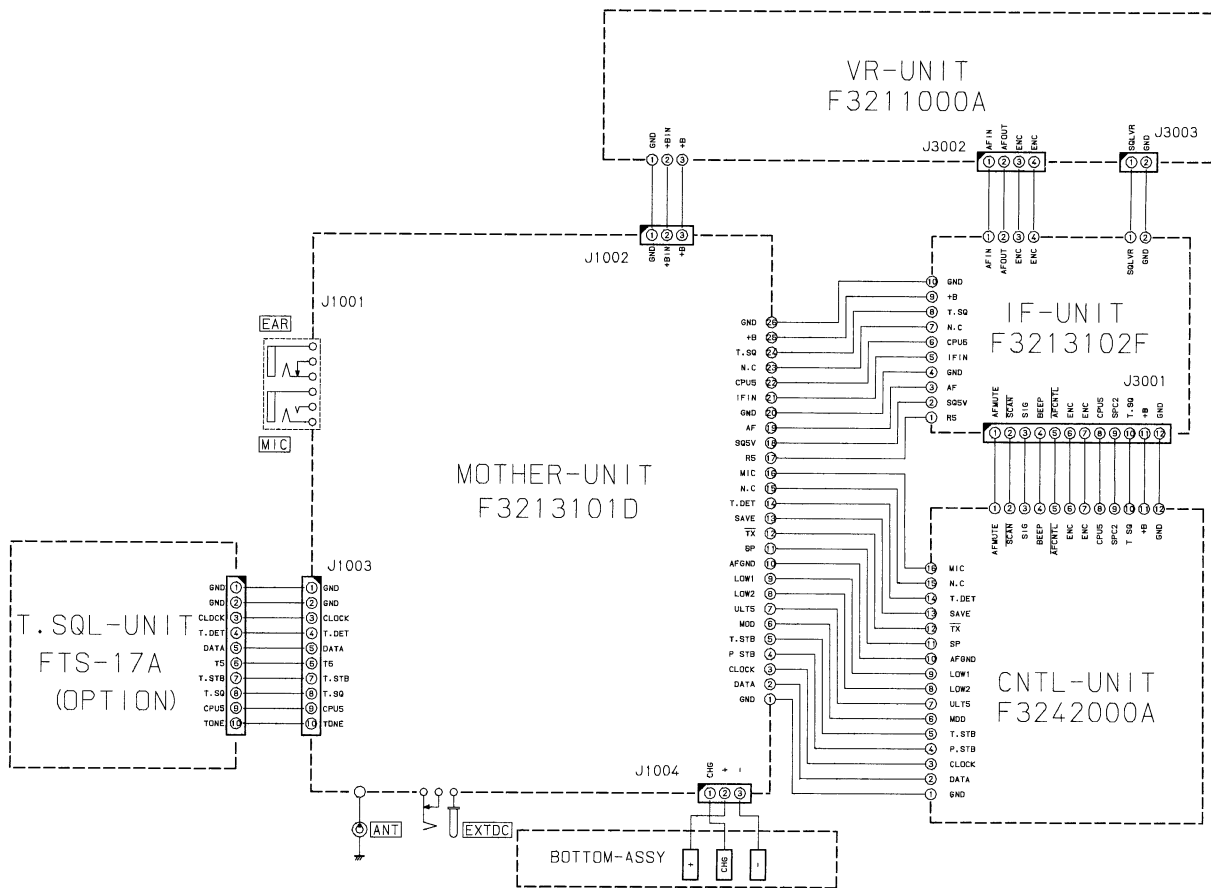 VR-UNIT
F3211000A
J3002
J3003
GND
+BIN
+B
1
2
3
AFIN
AFOUT
ENC
ENC
1
2
3
4
SQLVR
GND
1
2
J1002
1
2
3
GND
+BIN
+B
1
2
3
4
AFIN
AFOUT
ENC
ENC
1
2
SQLVR
GND
IF-UNIT
F3213102F
10 GND
9 +B
8 T.SQ
7 N.C
6 CPU5
5 IFIN
4 GND
3 AF
2 SQ5V
1 R5
J3001
AFMUTE
SCAN
SIG
BEEP
AFCNTL
ENC
ENC
CPU5
SPC2
T.SQ
+B
GND
1
2
3
4
5
6
7
8
9
10
11
12
J1001
EAR
MIC
MOTHER-UNIT
F3213101D
GND 26
+B 25
T.SQ 24
N.C 23
CPU5 22
IFIN 21
GND 20
AF 19
SQ5V 18
R5 17
MIC 16
N.C 15
T.DET 14
SAVE 13
TX 12
SP 11
AFGND 10
LOW1 9
LOW2 8
ULT5 7
MOD 6
T.STB 5
P STB 4
CLOCK 3
DATA 2
GND 1
1
2
3
4
5
6
7
8
9
10
11
12
AFMUTE
SCAN
SIG
BEEP
AFCNTL
ENC
ENC
CPU5
SPC2
T SQ
+B
GND
CNTL-UNIT
F3242000A
16 MIC
15 N.C
14 T.DET
13 SAVE
12 TX
11 SP
10 AFGND
9 LOW1
8 LOW2
7 ULT5
6 MOD
5 T.STB
4 P.STB
3 CLOCK
2 DATA
1 GND
T.SQL-UNIT
FTS-17A
(OPTION)
GND 1
GND 2
CLOCK 3
T.DET 4
DATA 5
T5 6
T.STB 7
T.SQ 8
CPU5 9
TONE 10
J1003
1 GND
2 GND
3 CLOCK
4 T.DET
5 DATA
6 T6
7 T.STB
8 T.SQ
9 CPU5
10 TONE
ANT
EXTDC
J1004
CHG
+
-
1
2
3
BOTTOM-ASSY
+
CHG
-